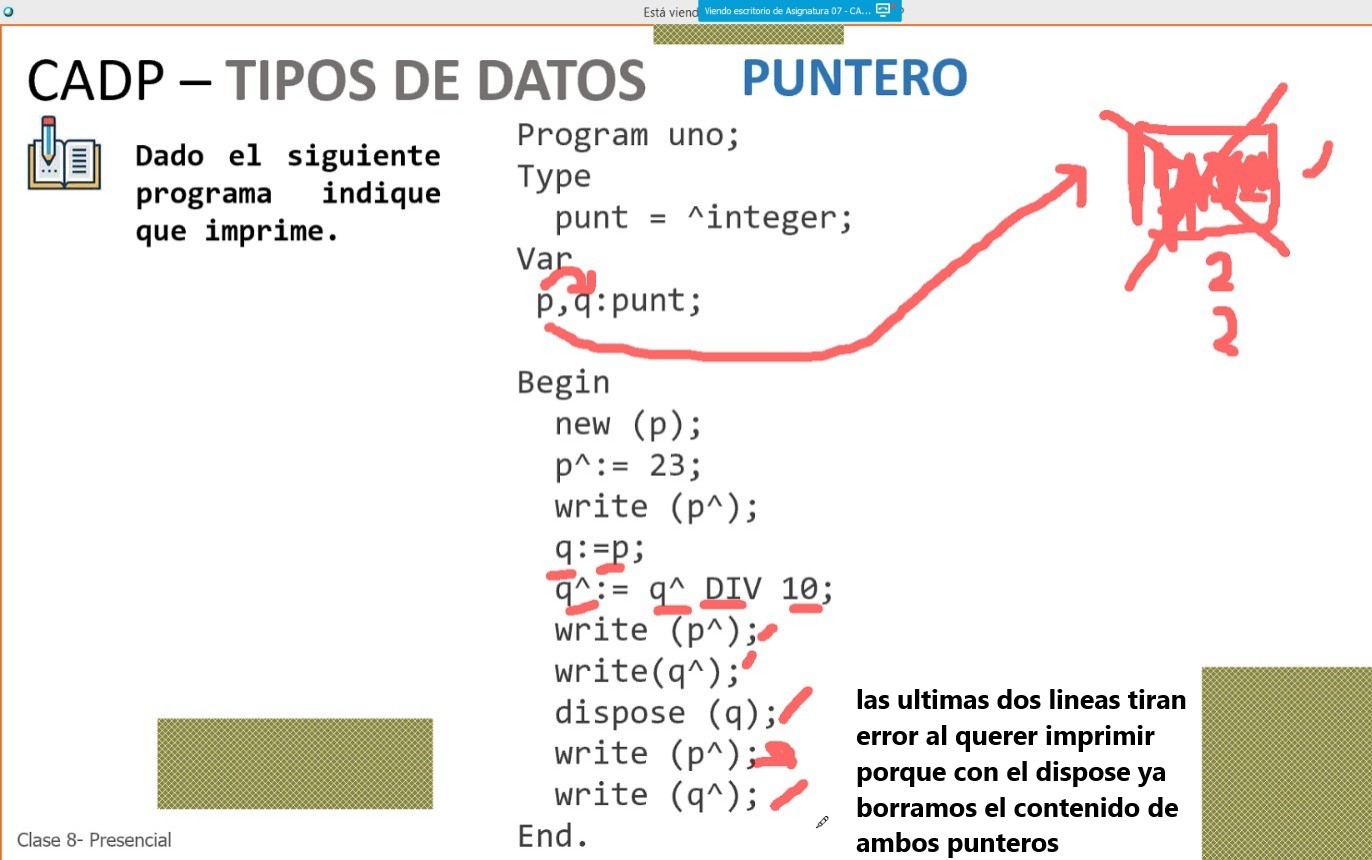 Está viend
Viendo escritorio de Asignatura 07 - CA...
CADP – TIPOS DE DATOS PUNTERO
Dado el siguiente
programa indique
que imprime.
Program uno;
Type
punt = ^integer;
Var
p,q:punt;
2
2
Begin
new (p);
p^:= 23;
write (p^);
q:=p;
q^:= q^ DIV 10;
write (p^);
write(q^);
dispose (q);
write (p^);
write (q^);
End.
las ultimas dos lineas tiran
error al querer imprimir
porque con el dispose ya
borramos el contenido de
ambos punteros
Clase 8- Presencial